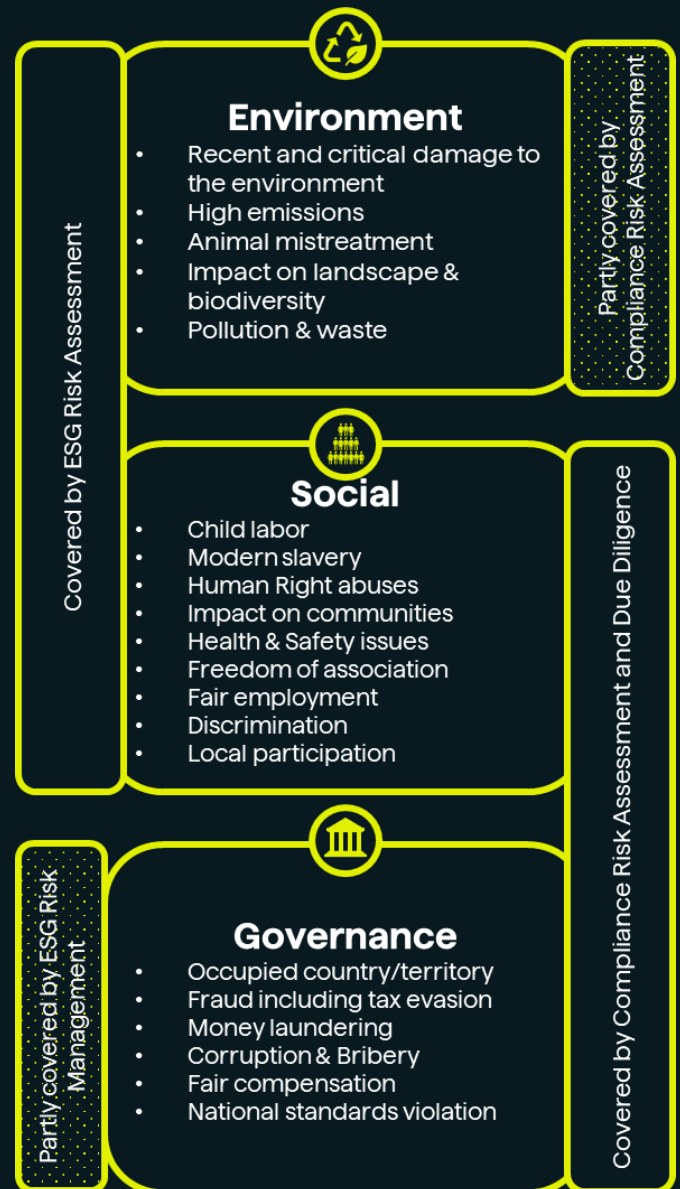 Covered by ESG Risk Assessment
Environment
• Recent and critical damage to
the environment
• High emissions
• Animal mistreatment
• Impact on landscape &
biodiversity
• Pollution & waste
Partly covered by
Compliance Risk Assessment
Social
• Child labor
• Modern slavery
• Human Right abuses
• Impact on communities
• Health & Safety issues
• Freedom of association
• Fair employment
• Discrimination
• Local participation
Covered by Compliance Risk Assessment and Due Diligence
Partly covered by ESG Risk
Management
Governance
• Occupied country/territory
• Fraud including tax evasion
• Money laundering
• Corruption & Bribery
• Fair compensation
• National standards violation